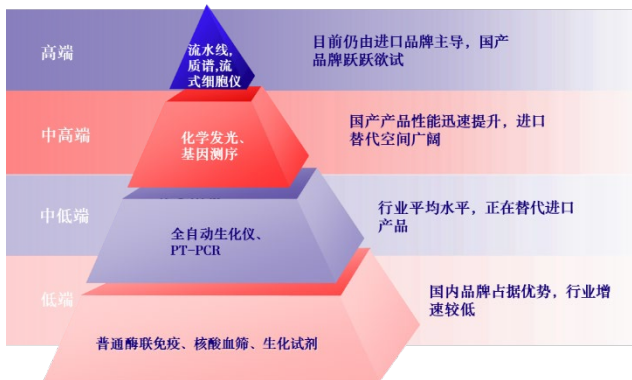 高端
流水线,
质谱,流
式细胞仪
目前仍由进口品牌主导，国产
品牌跃跃欲试
中高端
化学发光、
基因测序
国产产品性能迅速提升，进口
替代空间广阔
中低端
全自动生化仪、
PT-PCR
行业平均水平，正在替代进口
产品
低端
普通酶联免疫、核酸血筛、生化试剂
国内品牌占据优势，行业增
速较低